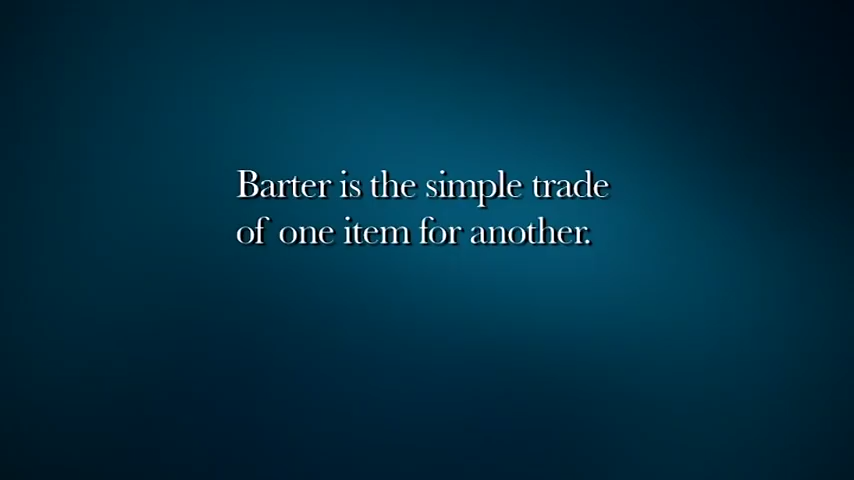 Barter is the simple trade
of one item for another.